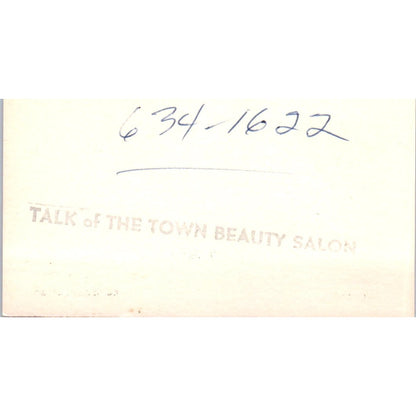 634-1622
TALK of THE TOWN BEAUTY SALON